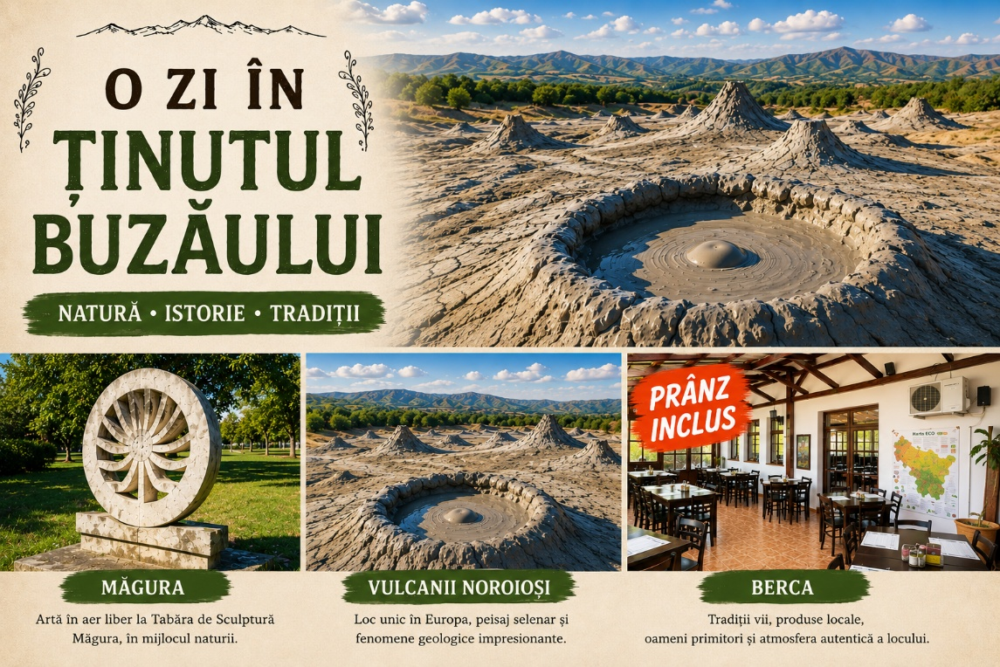 O ZI ÎN
ȚINUTUL
BUZĂULUI
NATURĂ • ISTORIE • TRADIȚII
PRÂNZ
INCLUS
Harta ECO
MĂGURA
Artă în aer liber la Tabăra de Sculptură
Măgura, în mijlocul naturii.
VULCANII NOROIOȘI
Loc unic în Europa, peisaj selenar și
fenomene geologice impresionante.
BERCA
Tradiții vii, produse locale,
oameni primitori și atmosfera autentică a locului.